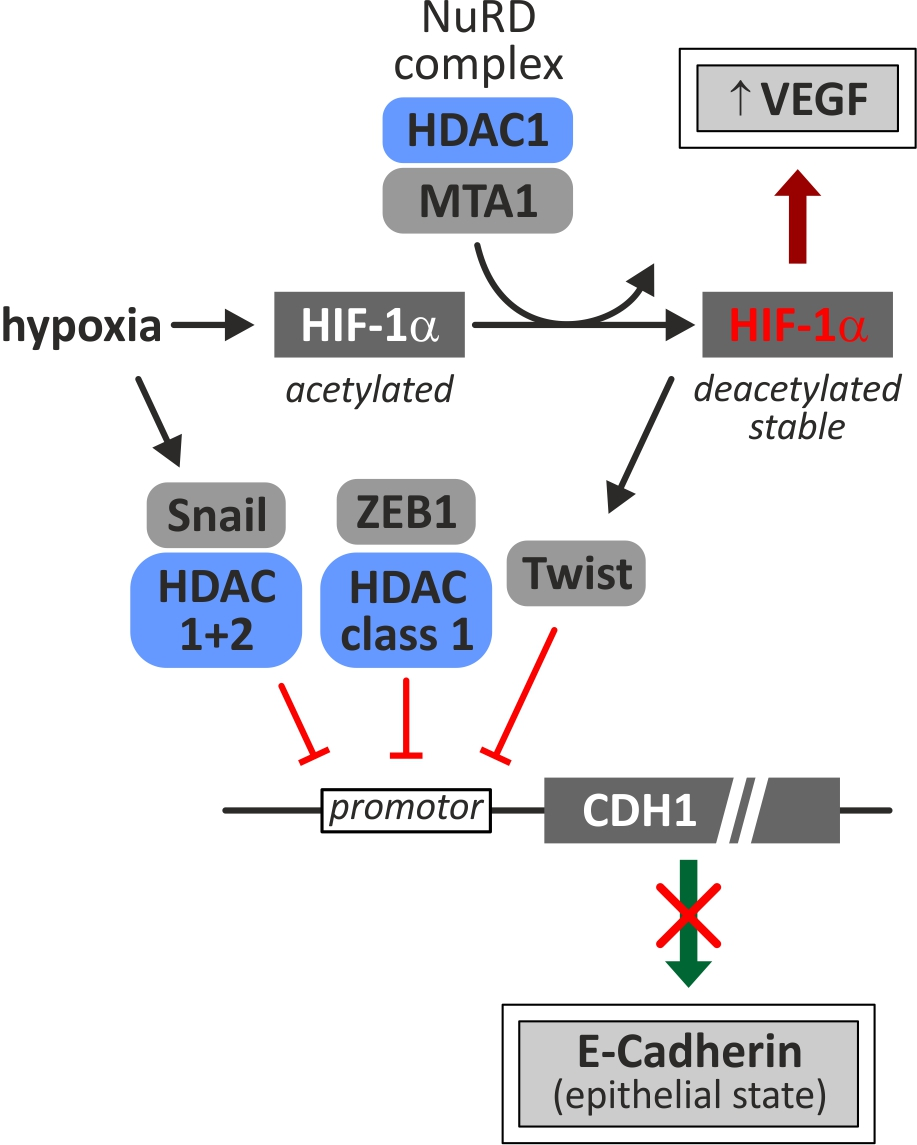 NuRD
complex
HDAC1
MTA1
↑ VEGF
hypoxia
HIF-1α
acetylated
HIF-1α
deacetylated
stable
Snail
HDAC
1+2
ZEB1
HDAC
class 1
Twist
promotor
CDH1
E-Cadherin
(epithelial state)